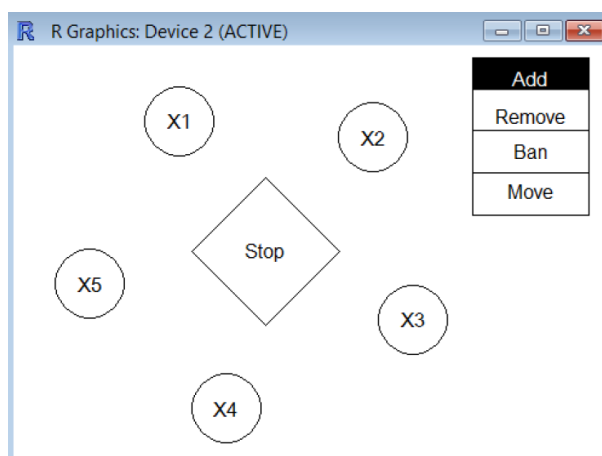 R Graphics: Device 2 (ACTIVE)
Add
Remove
Ban
Move
X1
X2
Stop
X5
X3
X4